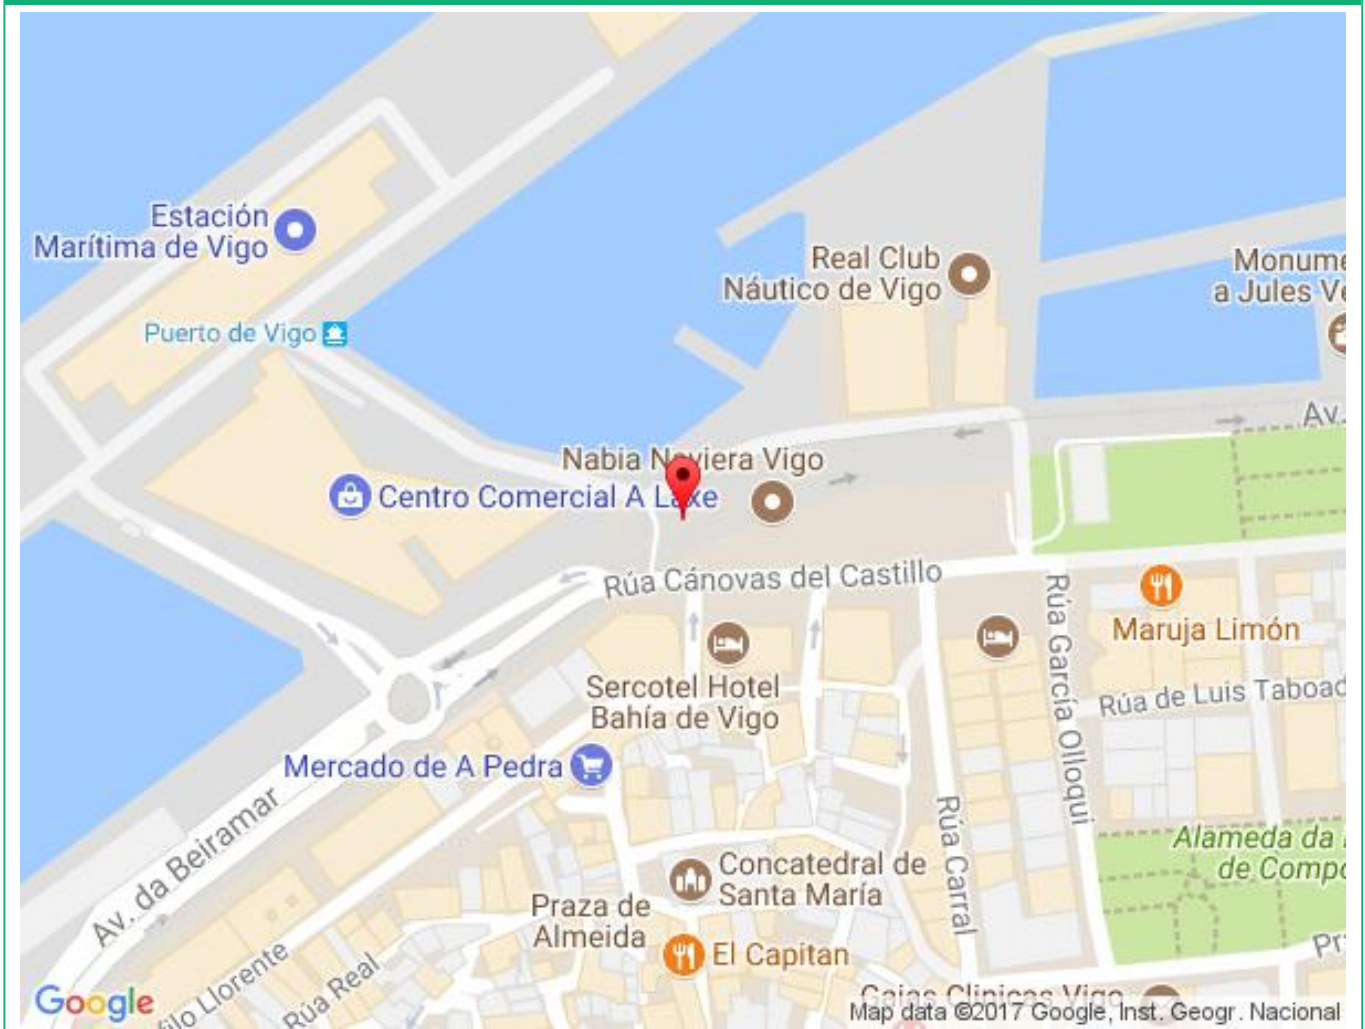 Estación
Marítima de Vigo
Puerto de Vigo
Real Club
Náutico de Vigo
Monume
a Jules Ve
Av.
Nabia Naviera Vigo
Centro Comercial A Laxe
Rúa Cánovas del Castillo
Maruja Limón
Rúa García Olloqui
Sercotel Hotel
Bahía de Vigo
Rúa de Luis Taboad
Mercado de A Pedra
Av. da Beiramar
Rúa Carral
Alameda da
de Compo
Concatedral de
Santa María
Praza de
Almeida
El Capitan
Pr
ilo Llorente
Rúa Real
Google
Map data ©2017 Google, Inst. Geogr. Nacional